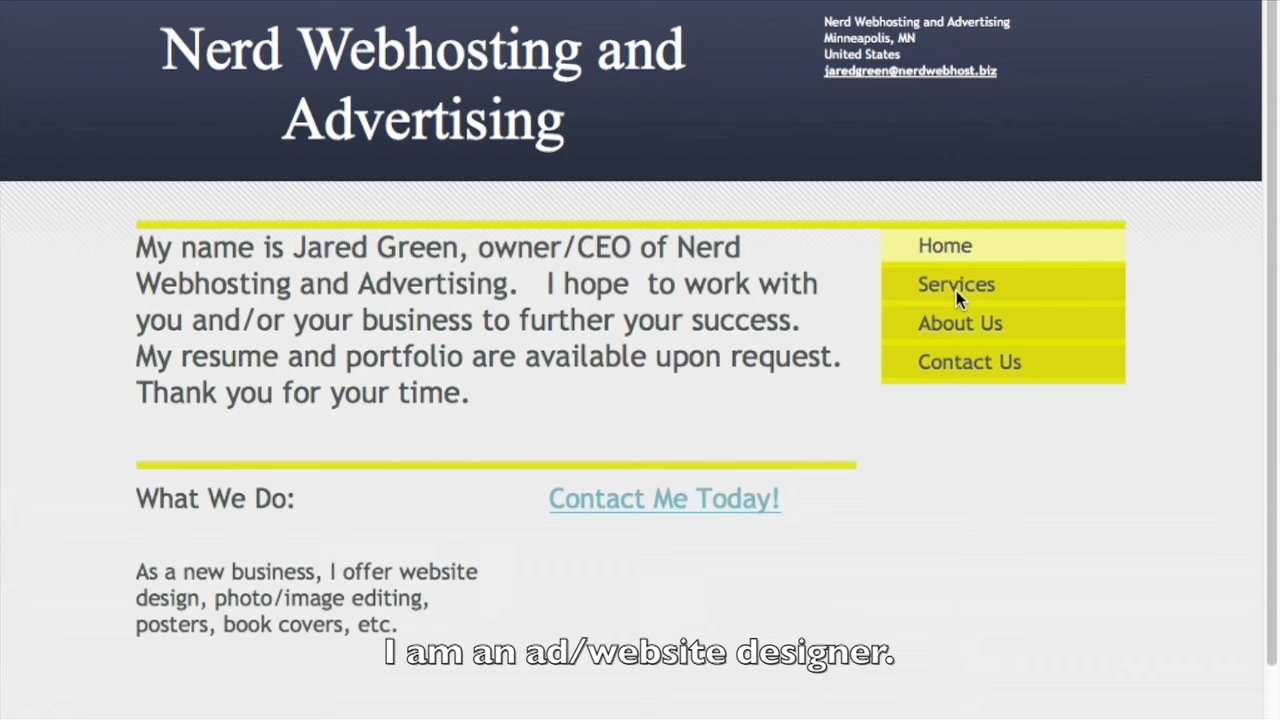 Nerd Webhosting and
Advertising
Nerd Webhosting and Advertising
Minneapolis, MN
United States
jaredgreen@nerdwebhost.biz
My name is Jared Green, owner/CEO of Nerd
Webhosting and Advertising. I hope to work with
you and/or your business to further your success.
My resume and portfolio are available upon request.
Thank you for your time.
Home
Services
About Us
Contact Us
What We Do:
Contact Me Today!
As a new business, I offer website
design, photo/image editing,
posters, book covers, etc.
I am an ad/website designer.